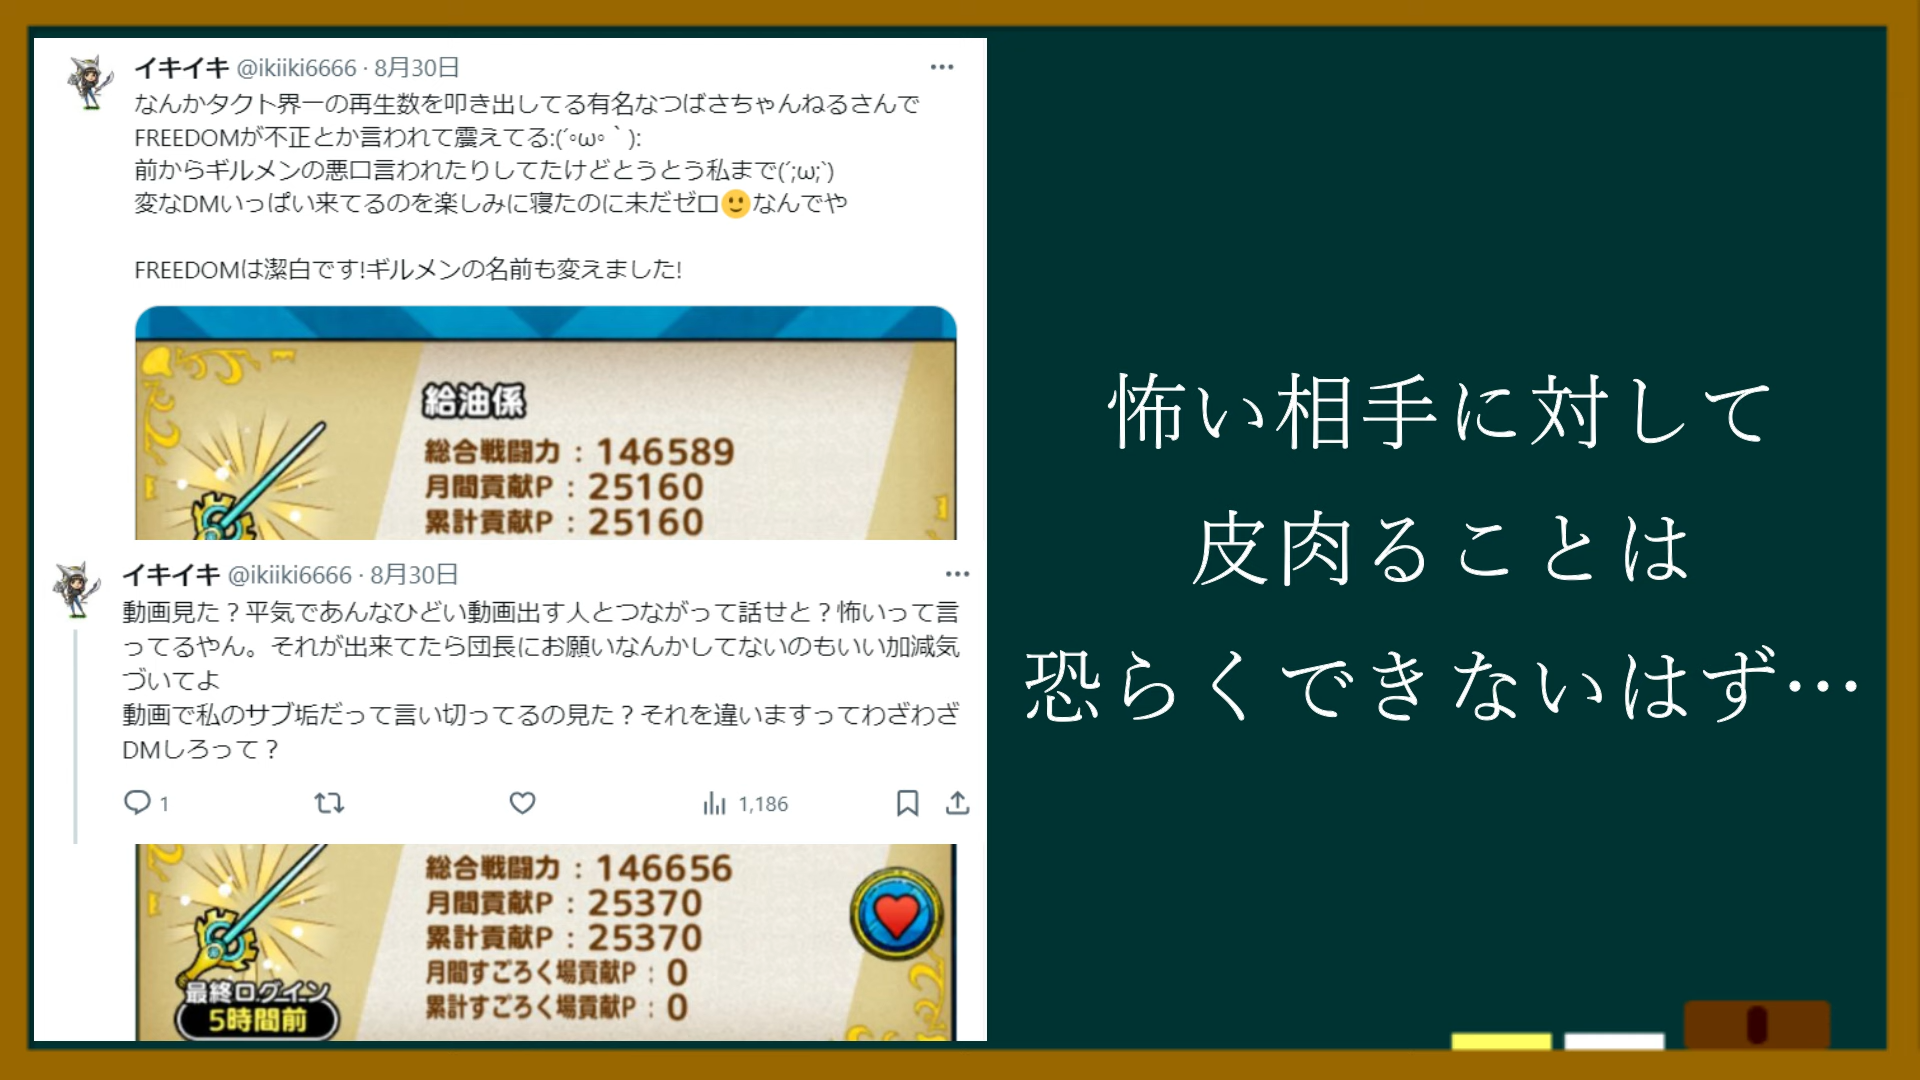 イキイキ @ikiiki6666 · 8月30日
なんかタクト界一の再生数を叩き出してる有名なつばさちゃんねるさんで
FREEDOMが不正とか言われて震えてる:(´◦ω◦｀):
前からギルメンの悪口言われたりしてたけどとうとう私まで(´;ω;`)
変なDMいっぱい来てるのを楽しみに寝たのに未だゼロ🙂なんでや
FREEDOMは潔白です!ギルメンの名前も変えました!
給油係
総合戦闘力：146589
月間貢献P：25160
累計貢献P：25160
イキイキ @ikiiki6666 · 8月30日
動画見た？平気であんなひどい動画出す人とつながって話せと？怖いって言
ってるやん。それが出来てたら団長にお願いなんかしてないのもいい加減気
づいてよ
動画で私のサブ垢だって言い切ってるの見た？それを違いますってわざわざ
DMしろって？
1
1,186
総合戦闘力：146656
月間貢献P：25370
累計貢献P：25370
月間すごろく場貢献P：0
累計すごろく場貢献P：0
最終ログイン
5時間前
怖い相手に対して
皮肉ることは
恐らくできないはず…